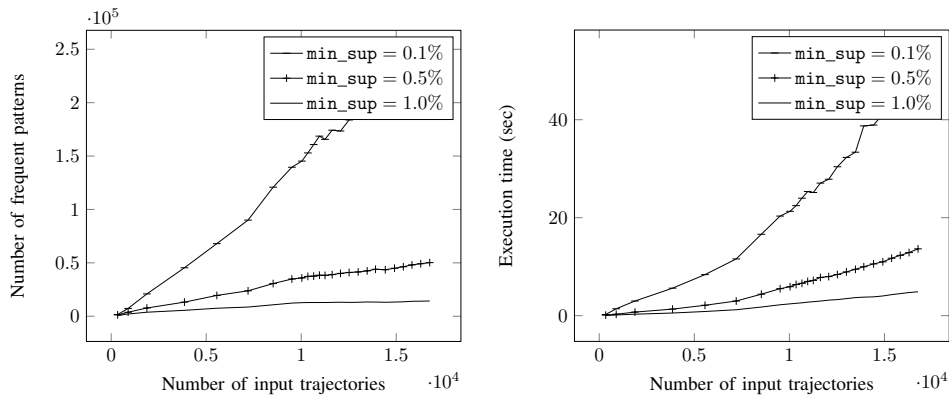 ·10^5
2.5
2
1.5
1
0.5
0
Number of frequent patterns
min_sup = 0.1%
min_sup = 0.5%
min_sup = 1.0%
0
0.5
1
1.5
·10^4
Number of input trajectories
40
20
0
Execution time (sec)
min_sup = 0.1%
min_sup = 0.5%
min_sup = 1.0%
0
0.5
1
1.5
·10^4
Number of input trajectories